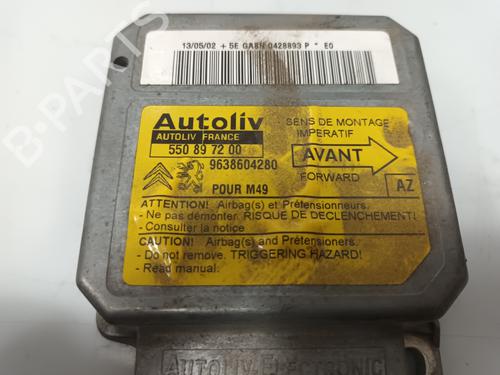 13/05/02 + 5E GA8N 0428893 P * E0
Autoliv
AUTOLIV FRANCE
550 89 72 00
9638604280
POUR M49
SENS DE MONTAGE
IMPERATIF
AVANT
FORWARD
AZ
ATTENTION! Airbag(s) et Prétensionneurs.
- Ne pas démonter. RISQUE DE DECLENCHEMENT!
- Consulter la notice
CAUTION! Airbag(s) and Pretensioners.
- Do not remove. TRIGGERING HAZARD!
- Read manual.
AUTOLIV ELECTRONIC
B-PARTS